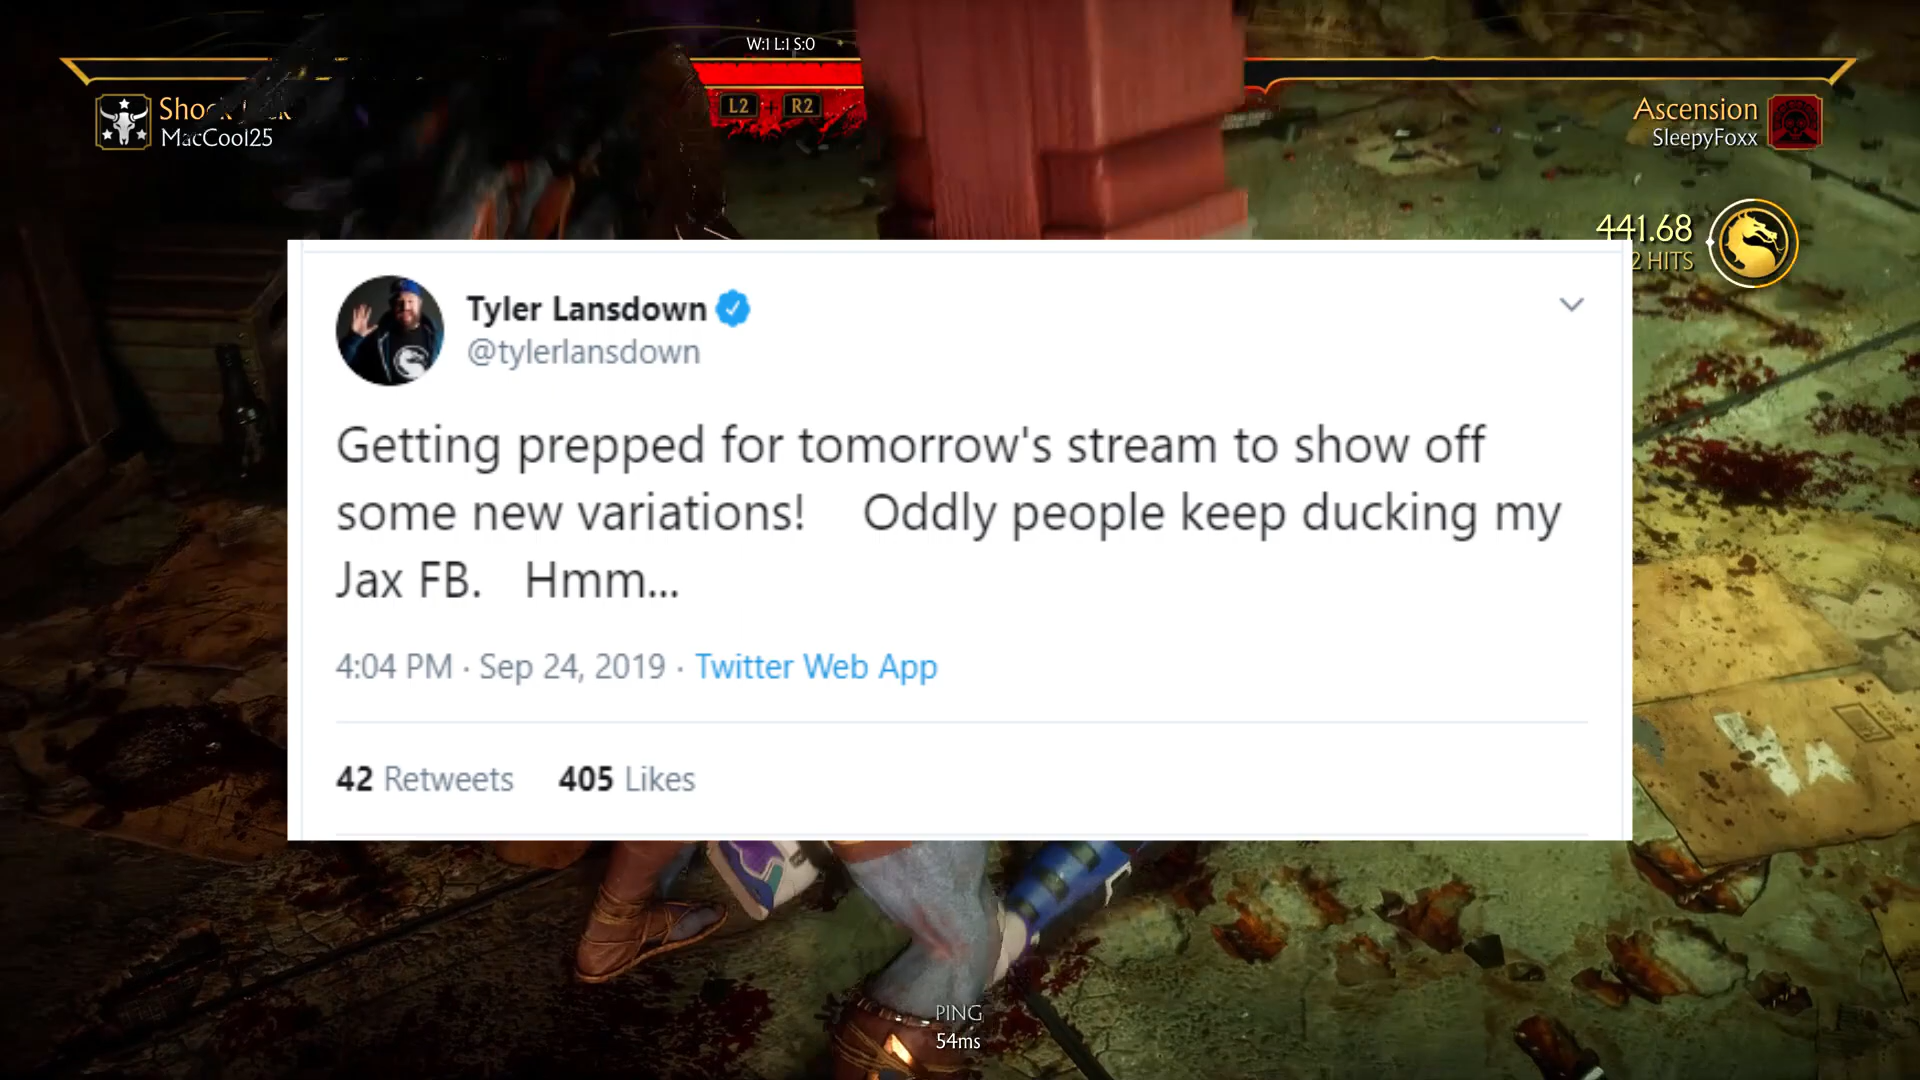 W:1 L:1 S:0
L2 + R2
MacCool25
Ascension
SleepyFoxx
441.68
2 HITS
Tyler Lansdown
@tylerlansdown
Getting prepped for tomorrow's stream to show off
some new variations! Oddly people keep ducking my
Jax FB. Hmm...
4:04 PM · Sep 24, 2019 · Twitter Web App
42 Retweets 405 Likes
PING
54ms